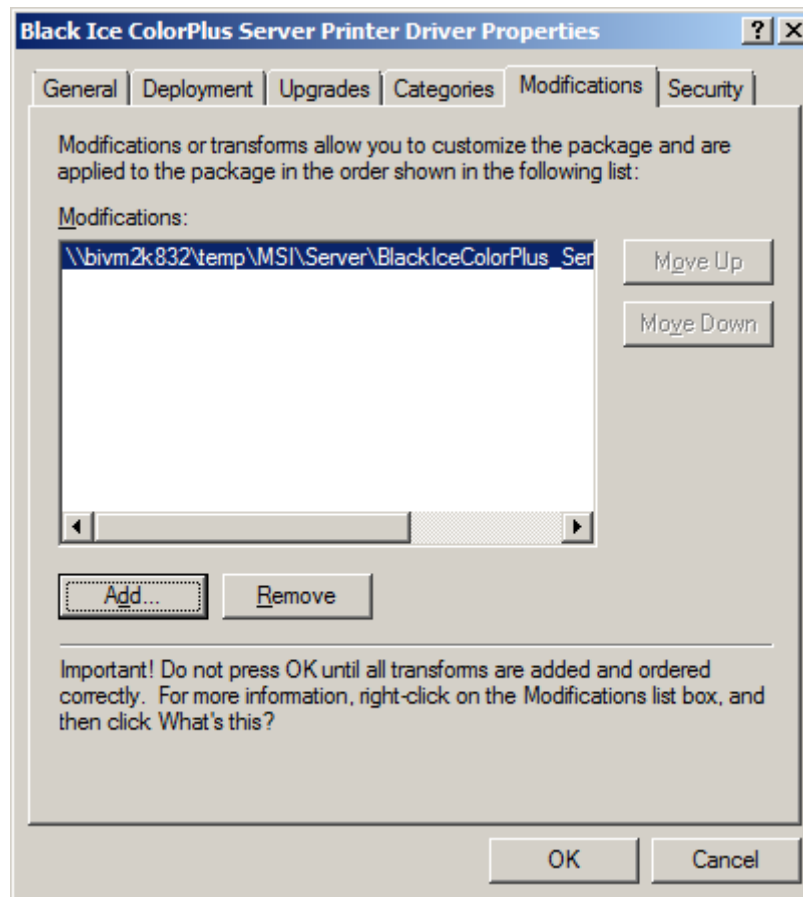 Black Ice ColorPlus Server Printer Driver Properties
General Deployment Upgrades Categories Modifications Security
Modifications or transforms allow you to customize the package and are
applied to the package in the order shown in the following list:
Modifications:
\\bivm2k832\temp\MSI\Server\BlackIceColorPlus_Ser
Move Up
Move Down
Add... Remove
Important! Do not press OK until all transforms are added and ordered
correctly. For more information, right-click on the Modifications list box, and
then click What's this?
OK Cancel